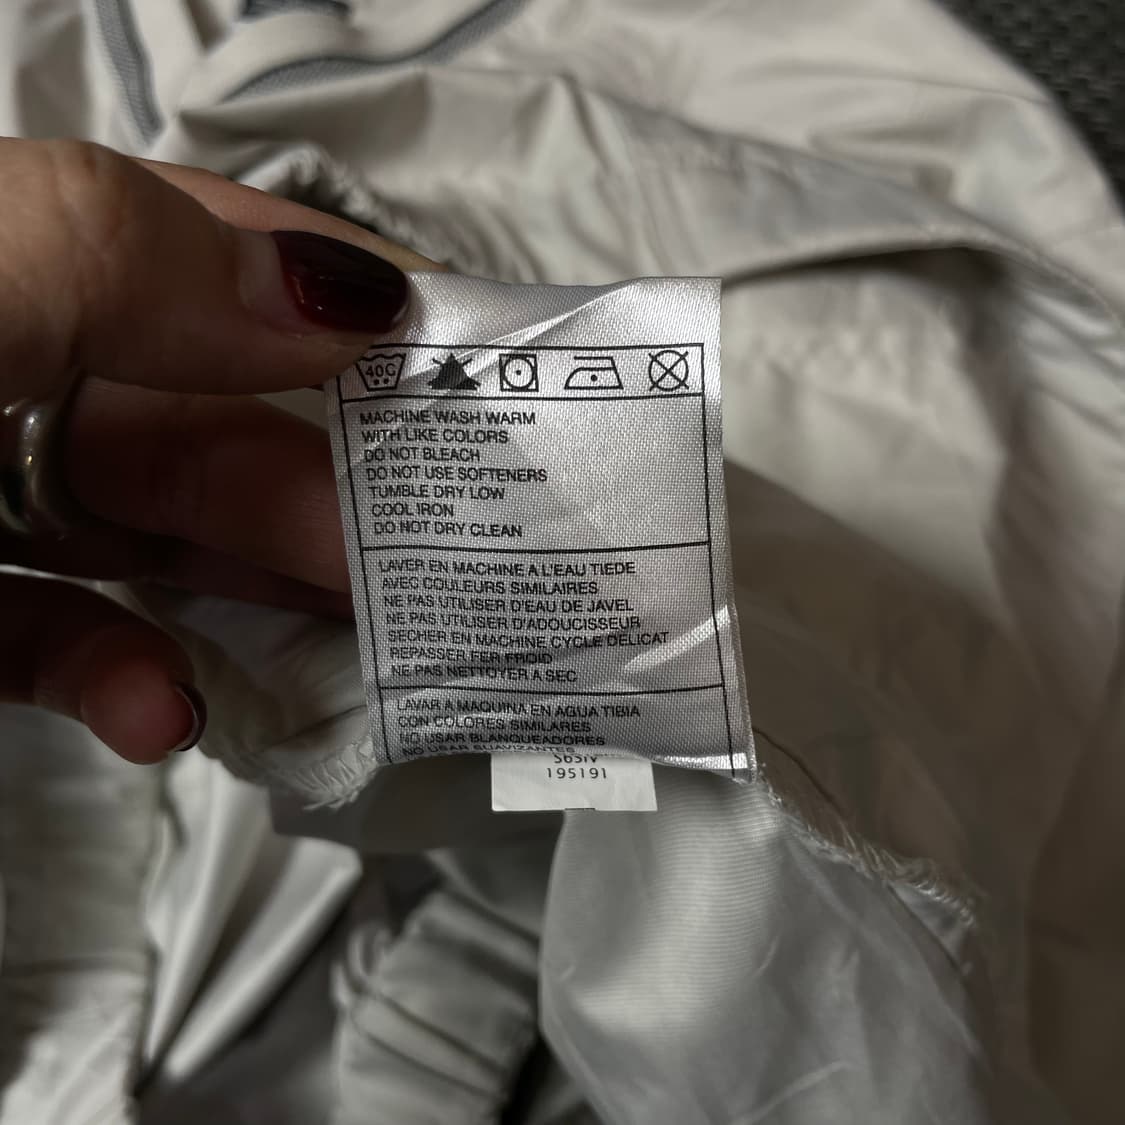 40C
MACHINE WASH WARM
WITH LIKE COLORS
DO NOT BLEACH
DO NOT USE SOFTENERS
TUMBLE DRY LOW
COOL IRON
DO NOT DRY CLEAN
LAVER EN MACHINE A L'EAU TIEDE
AVEC COULEURS SIMILAIRES
NE PAS UTILISER D'EAU DE JAVEL
NE PAS UTILISER D'ADOUCISSEUR
SECHER EN MACHINE CYCLE DELICAT
REPASSER FER FROID
NE PAS NETTOYER A SEC
LAVAR A MAQUINA EN AGUA TIBIA
CON COLORES SIMILARES
NO USAR BLANQUEADORES
NO USAR SUAVIZANTES
195191